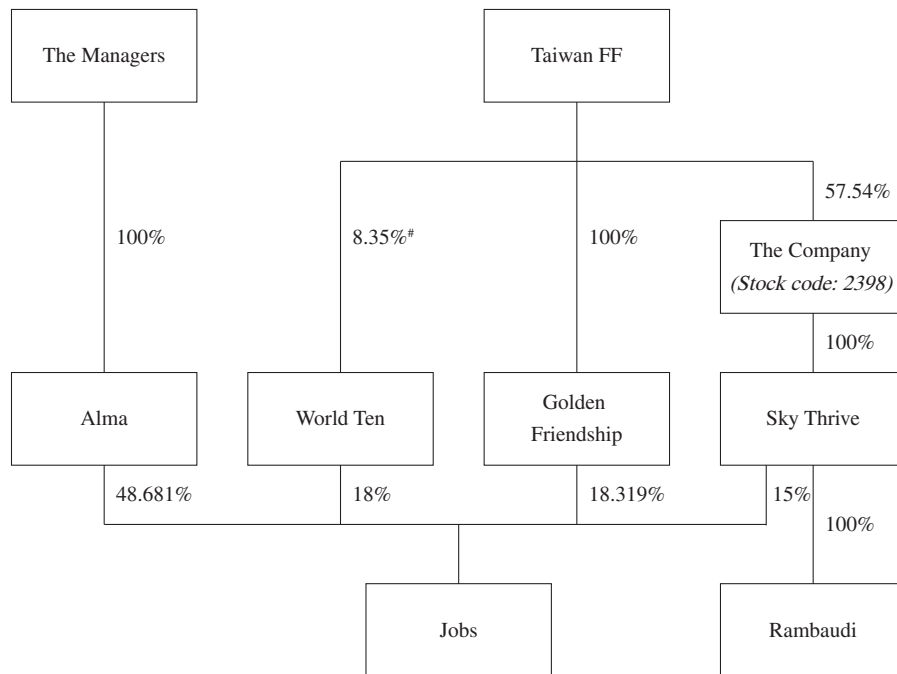 The Managers
Taiwan FF
57.54%
100%
8.35%#
100%
The Company
(Stock code: 2398)
100%
Alma
World Ten
Golden
Friendship
Sky Thrive
48.681%
18%
18.319%
15%
100%
Jobs
Rambaudi